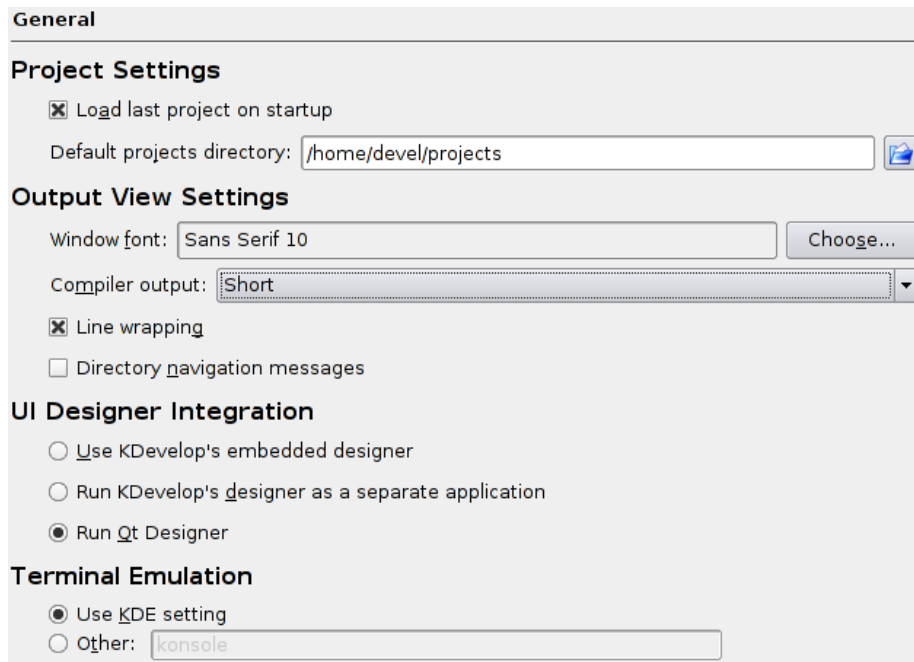 General
Project Settings
Load last project on startup
Default projects directory: /home/devel/projects
Output View Settings
Window font: Sans Serif 10 Choose...
Compiler output: Short
Line wrapping
Directory navigation messages
UI Designer Integration
Use KDevelop's embedded designer
Run KDevelop's designer as a separate application
Run Qt Designer
Terminal Emulation
Use KDE setting
Other: konsole